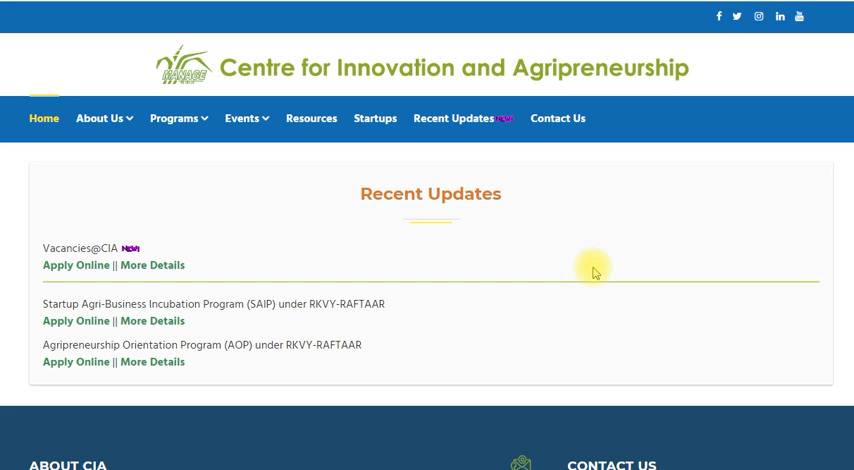 MANAGE
Centre for Innovation and Agripreneurship
Home About Us Programs Events Resources Startups Recent Updates NEW! Contact Us
Recent Updates
Vacancies@CIA NEW!
Apply Online || More Details
Startup Agri-Business Incubation Program (SAIP) under RKVY-RAFTAAR
Apply Online || More Details
Agripreneurship Orientation Program (AOP) under RKVY-RAFTAAR
Apply Online || More Details
ABOUT CIA CONTACT US